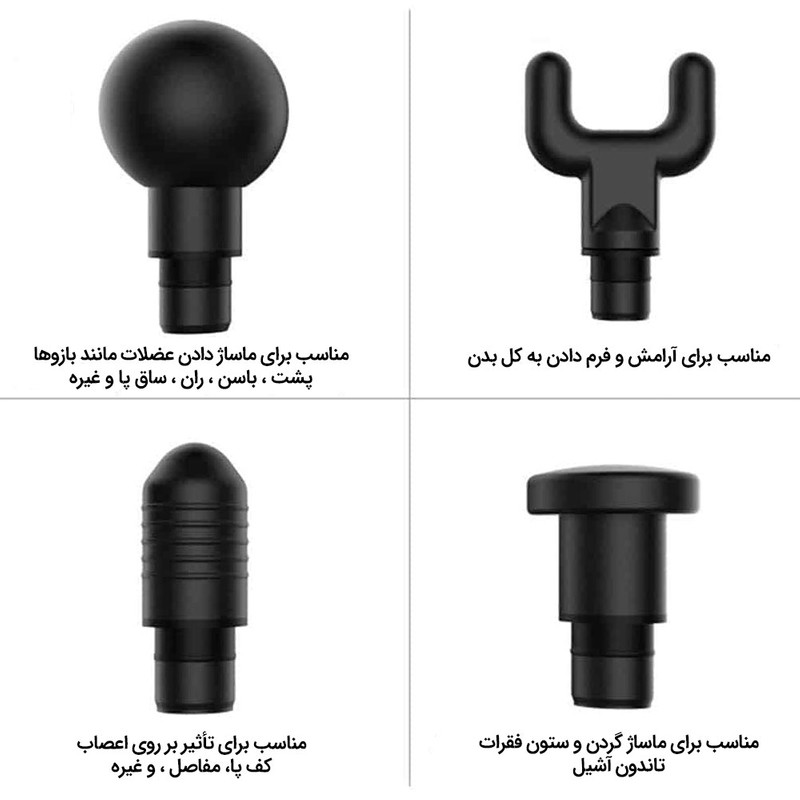 مناسب برای ماساژ دادن عضلات مانند بازوها
پشت ، باسن ، ران ، ساق پا و غیره
مناسب برای آرامش و فرم دادن به کل بدن
مناسب برای تأثیر بر روی اعصاب
کف پا، مفاصل ، و غیره
مناسب برای ماساژ گردن و ستون فقرات
تاندون آشیل